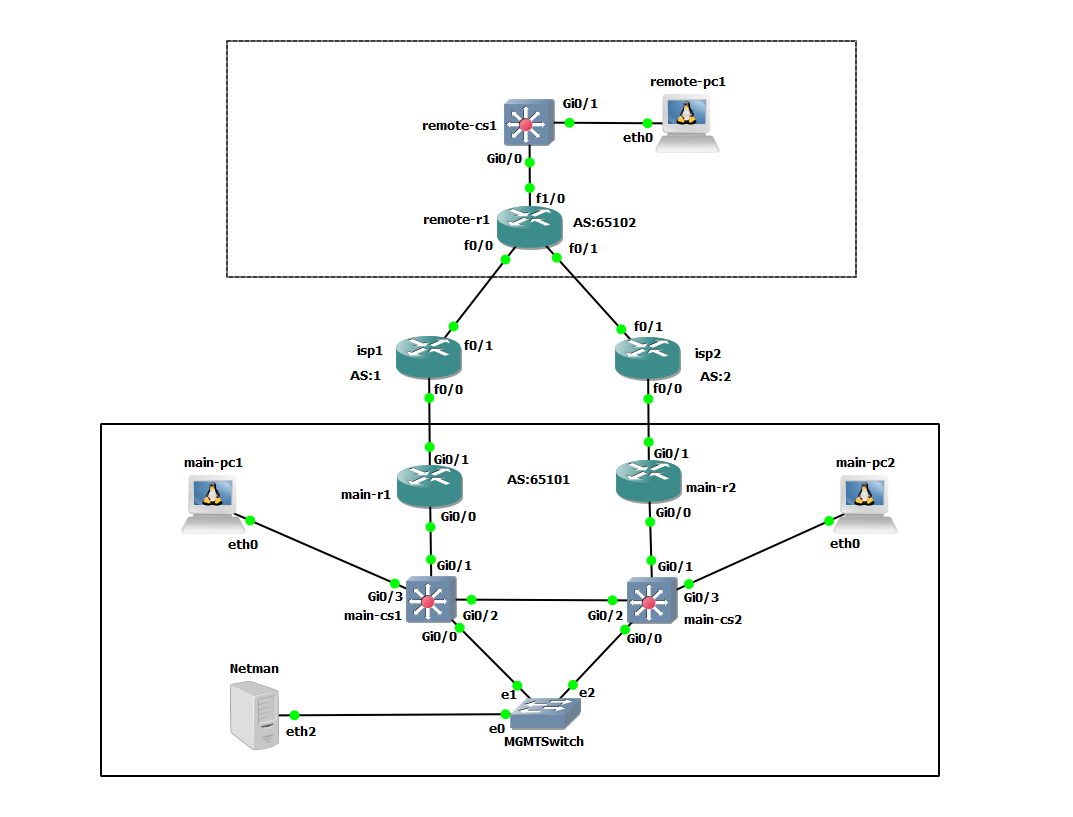 remote-pc1
Gi0/1
remote-cs1
eth0
Gi0/0
f1/0
remote-r1
AS:65102
f0/0
f0/1
f0/1
isp1
f0/1
isp2
AS:1
AS:2
f0/0
f0/0
main-pc1
Gi0/1
Gi0/1
main-pc2
AS:65101
main-r1
main-r2
Gi0/0
Gi0/0
eth0
eth0
Gi0/1
Gi0/1
Gi0/3
Gi0/3
main-cs1
Gi0/2
Gi0/2
main-cs2
Gi0/0
Gi0/0
Netman
e1
e2
eth2
e0
MGMTSwitch